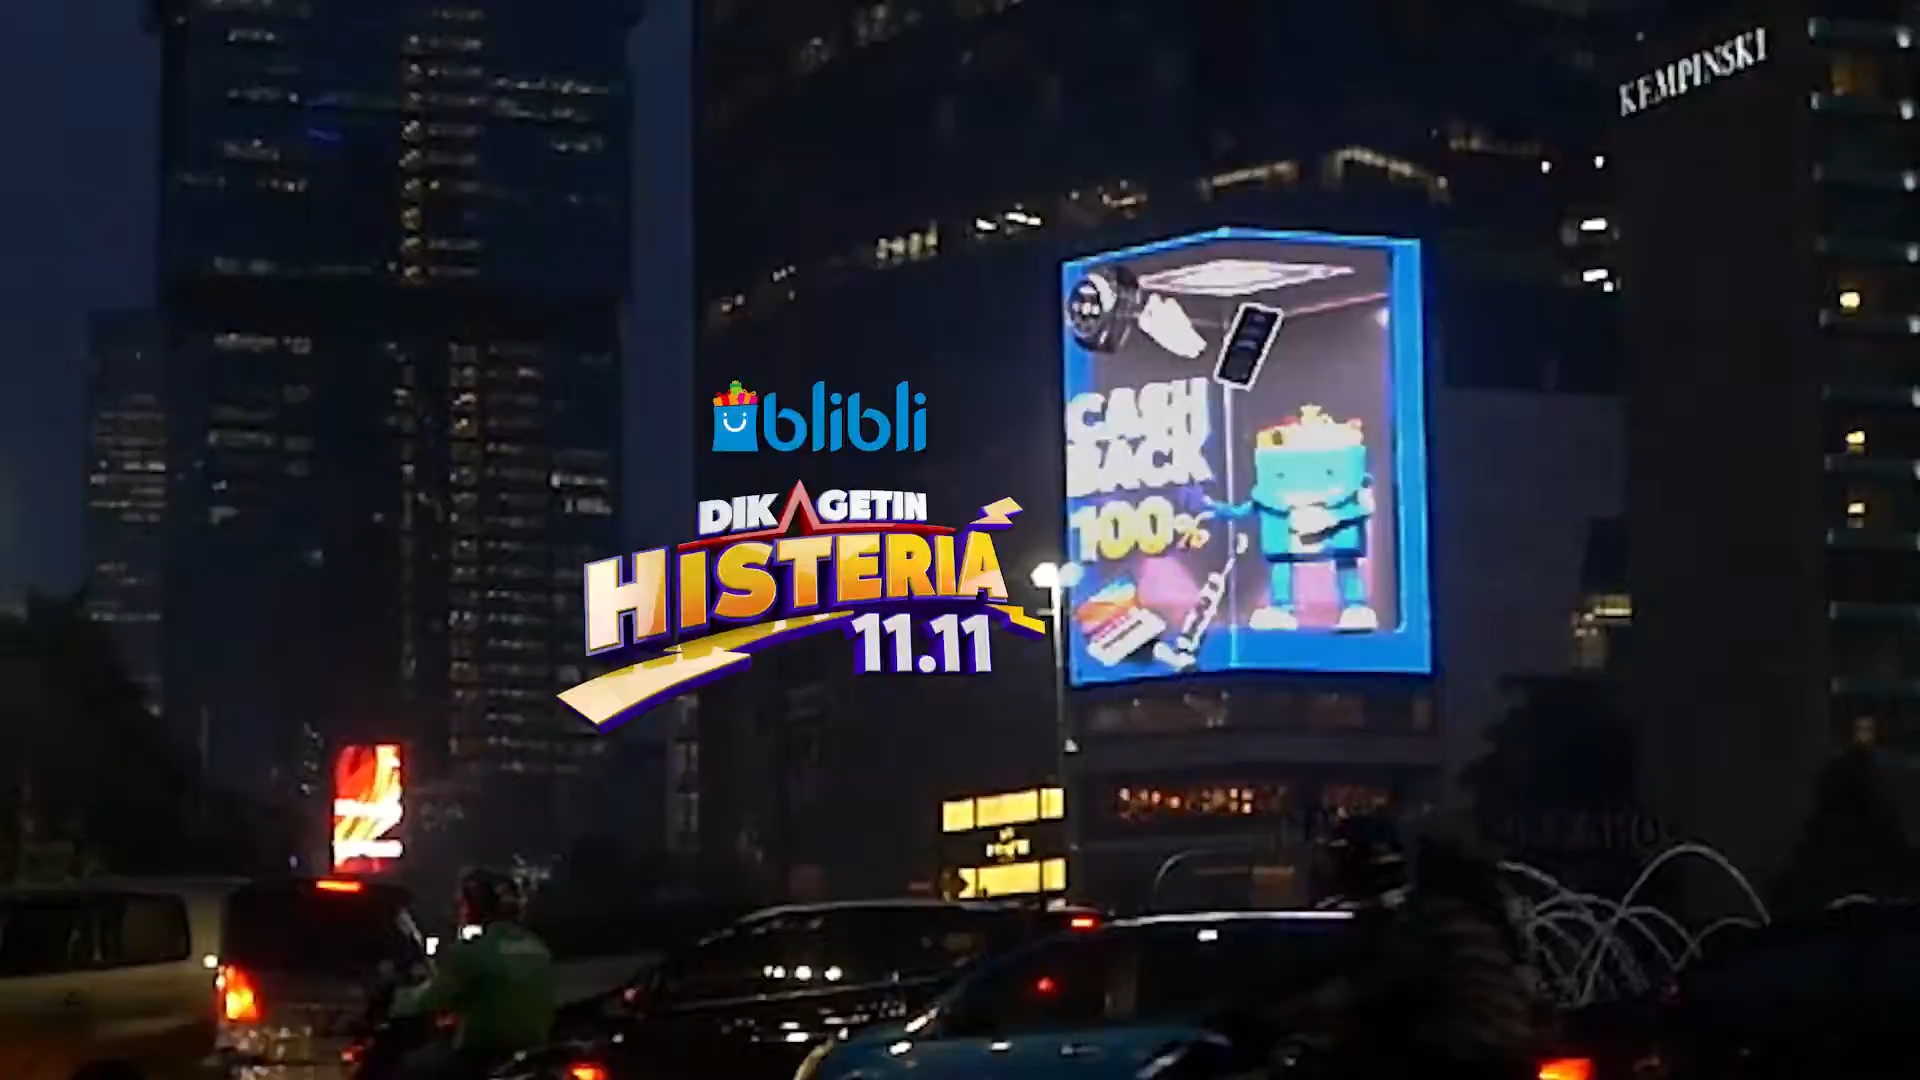 KEMPINSKI
blibli
DIKAGETIN
HISTERIA
11.11
CASH
BACK
100%